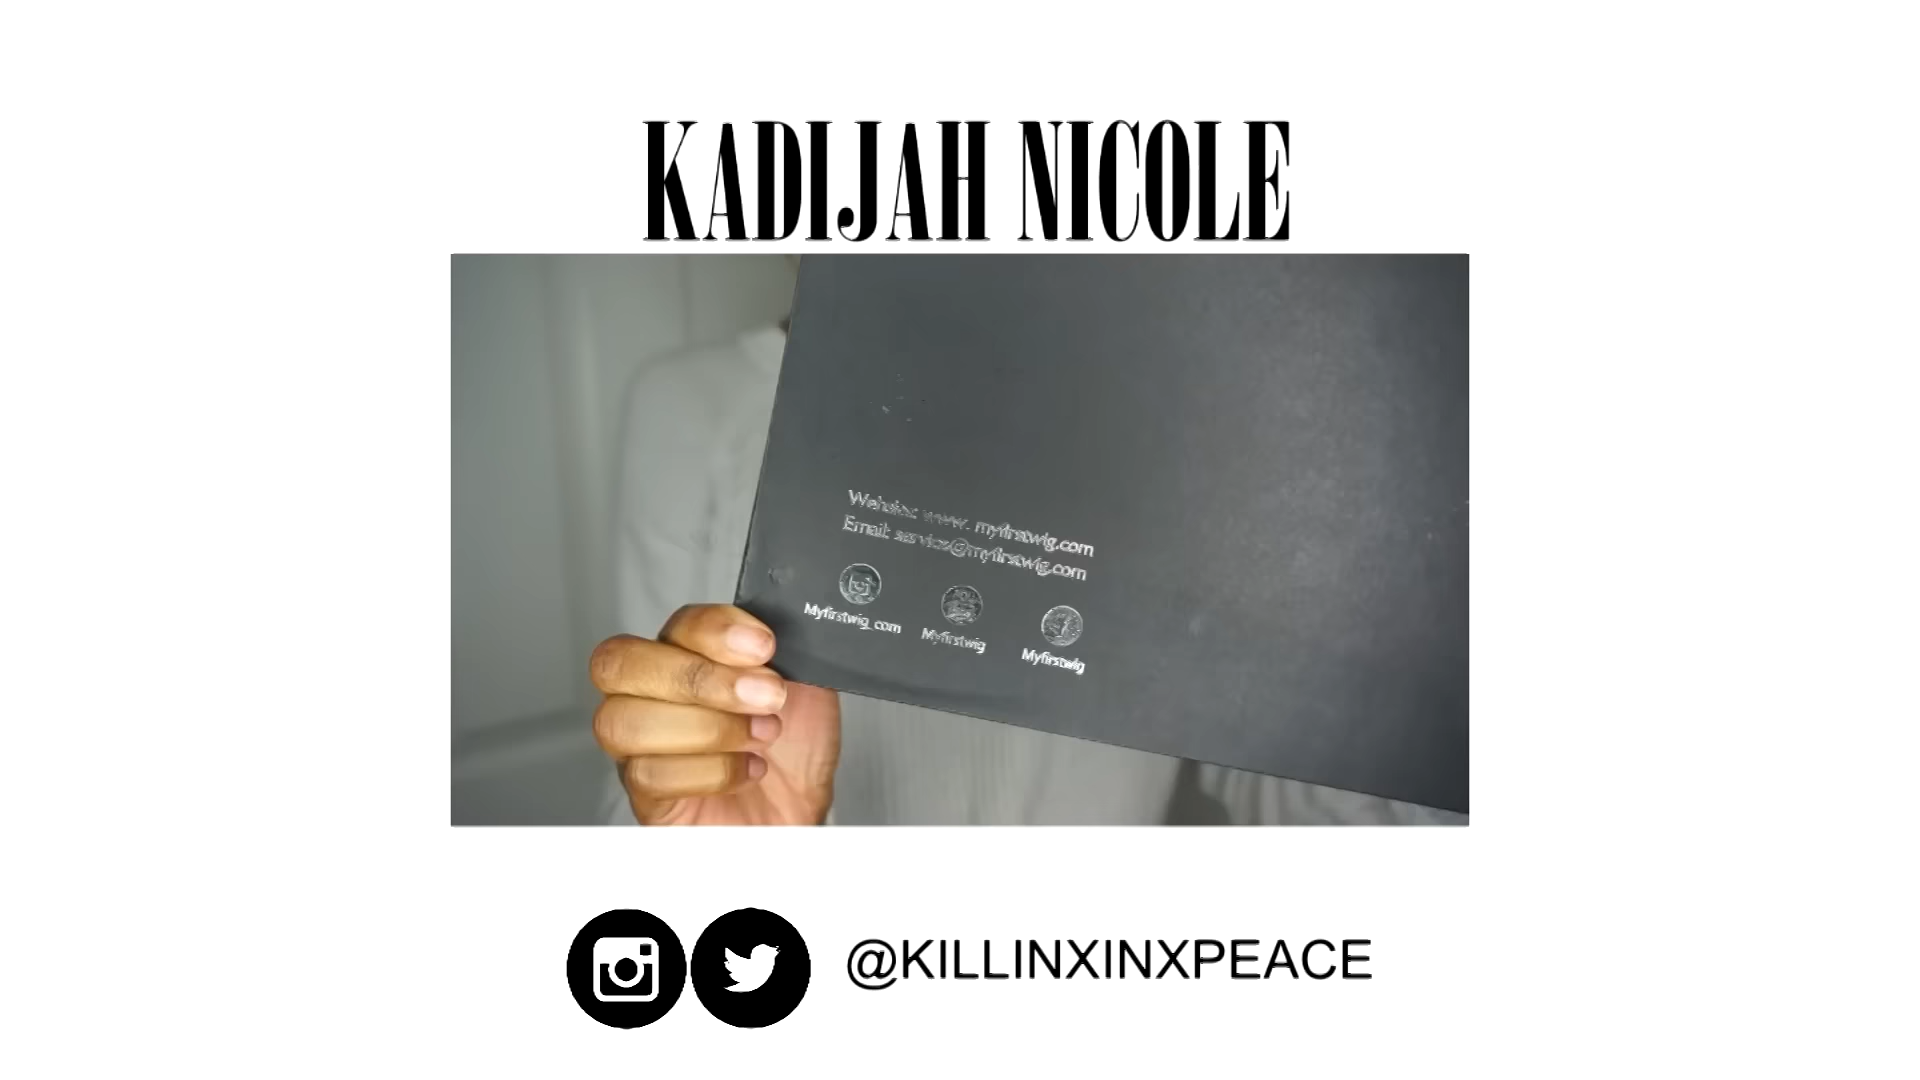 KADIJAH NICOLE
Website: www. myfirstwig.com
Email: service@myfirstwig.com
Myfirstwig_com
Myfirstwig
Myfirstwig
@KILLINXINXPEACE